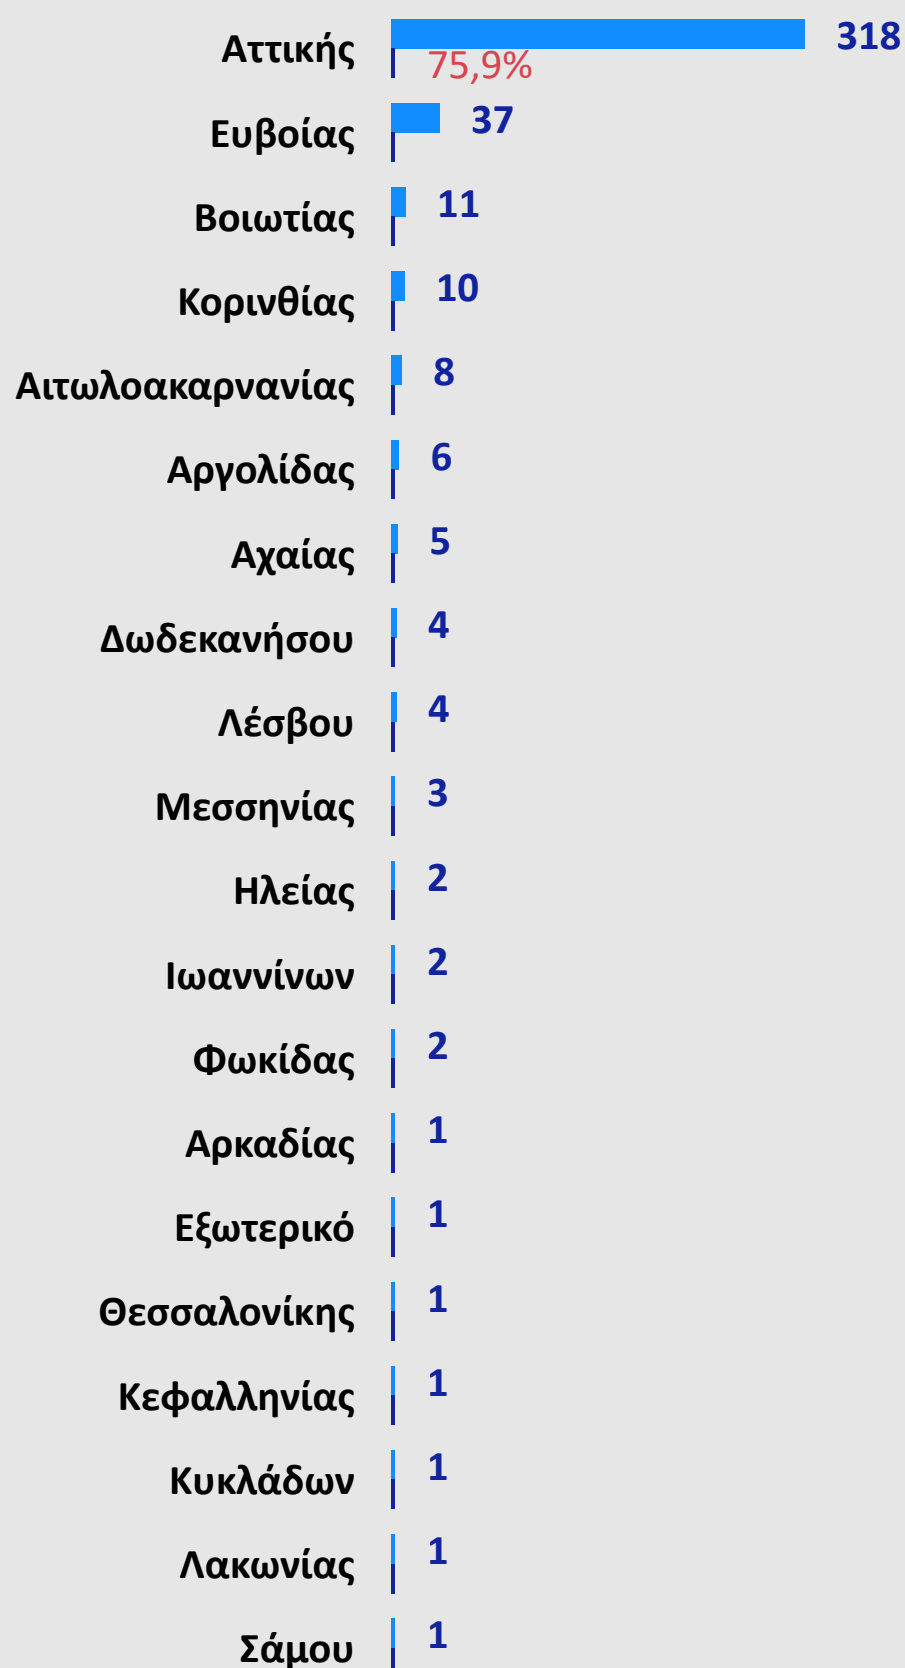 Αττικής 318
75,9%
Ευβοίας 37
Βοιωτίας 11
Κορινθίας 10
Αιτωλοακαρνανίας 8
Αργολίδας 6
Αχαίας 5
Δωδεκανήσου 4
Λέσβου 4
Μεσσηνίας 3
Ηλείας 2
Ιωαννίνων 2
Φωκίδας 2
Αρκαδίας 1
Εξωτερικό 1
Θεσσαλονίκης 1
Κεφαλληνίας 1
Κυκλάδων 1
Λακωνίας 1
Σάμου 1